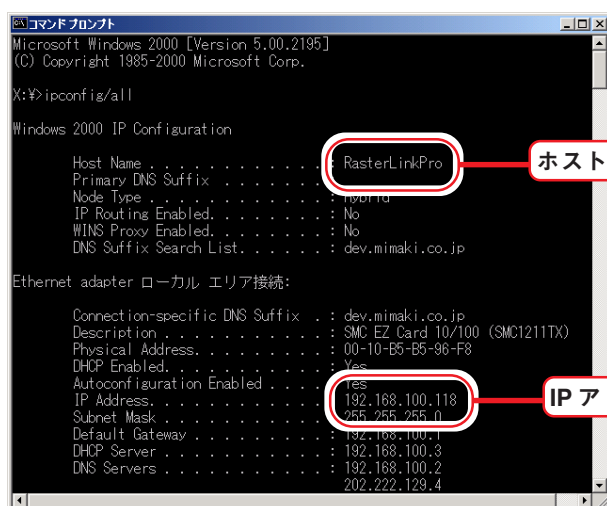 コマンド プロンプト
Microsoft Windows 2000 [Version 5.00.2195]
(C) Copyright 1985-2000 Microsoft Corp.
X:¥>ipconfig/all
Windows 2000 IP Configuration
Host Name . . . . . . . . . . . . : RasterLinkPro
ホスト
Primary DNS Suffix . . . . . . . :
Node Type . . . . . . . . . . . . : Hybrid
IP Routing Enabled. . . . . . . . : No
WINS Proxy Enabled. . . . . . . . : No
DNS Suffix Search List. . . . . . : dev.mimaki.co.jp
Ethernet adapter ローカル エリア接続:
Connection-specific DNS Suffix . : dev.mimaki.co.jp
Description . . . . . . . . . . . : SMC EZ Card 10/100 (SMC1211TX)
Physical Address. . . . . . . . . : 00-10-B5-B5-96-F8
DHCP Enabled. . . . . . . . . . . : Yes
Autoconfiguration Enabled . . . . : Yes
IP Address. . . . . . . . . . . . : 192.168.100.118
IP ア
Subnet Mask . . . . . . . . . . . : 255.255.255.0
Default Gateway . . . . . . . . . : 192.168.100.1
DHCP Server . . . . . . . . . . . : 192.168.100.3
DNS Servers . . . . . . . . . . . : 192.168.100.2
202.222.129.4